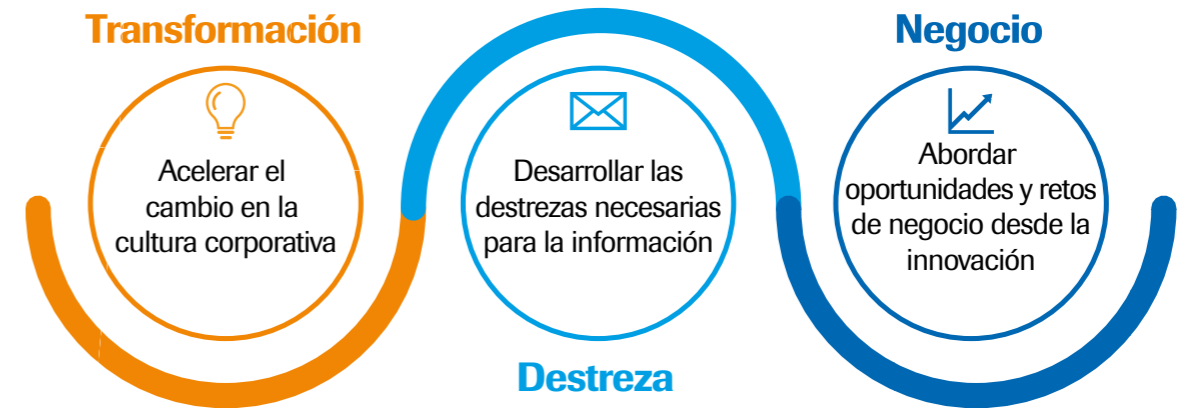 Transformación
Acelerar el
cambio en la
cultura corporativa
Desarrollar las
destrezas necesarias
para la información
Destreza
Negocio
Abordar
oportunidades y retos
de negocio desde la
innovación